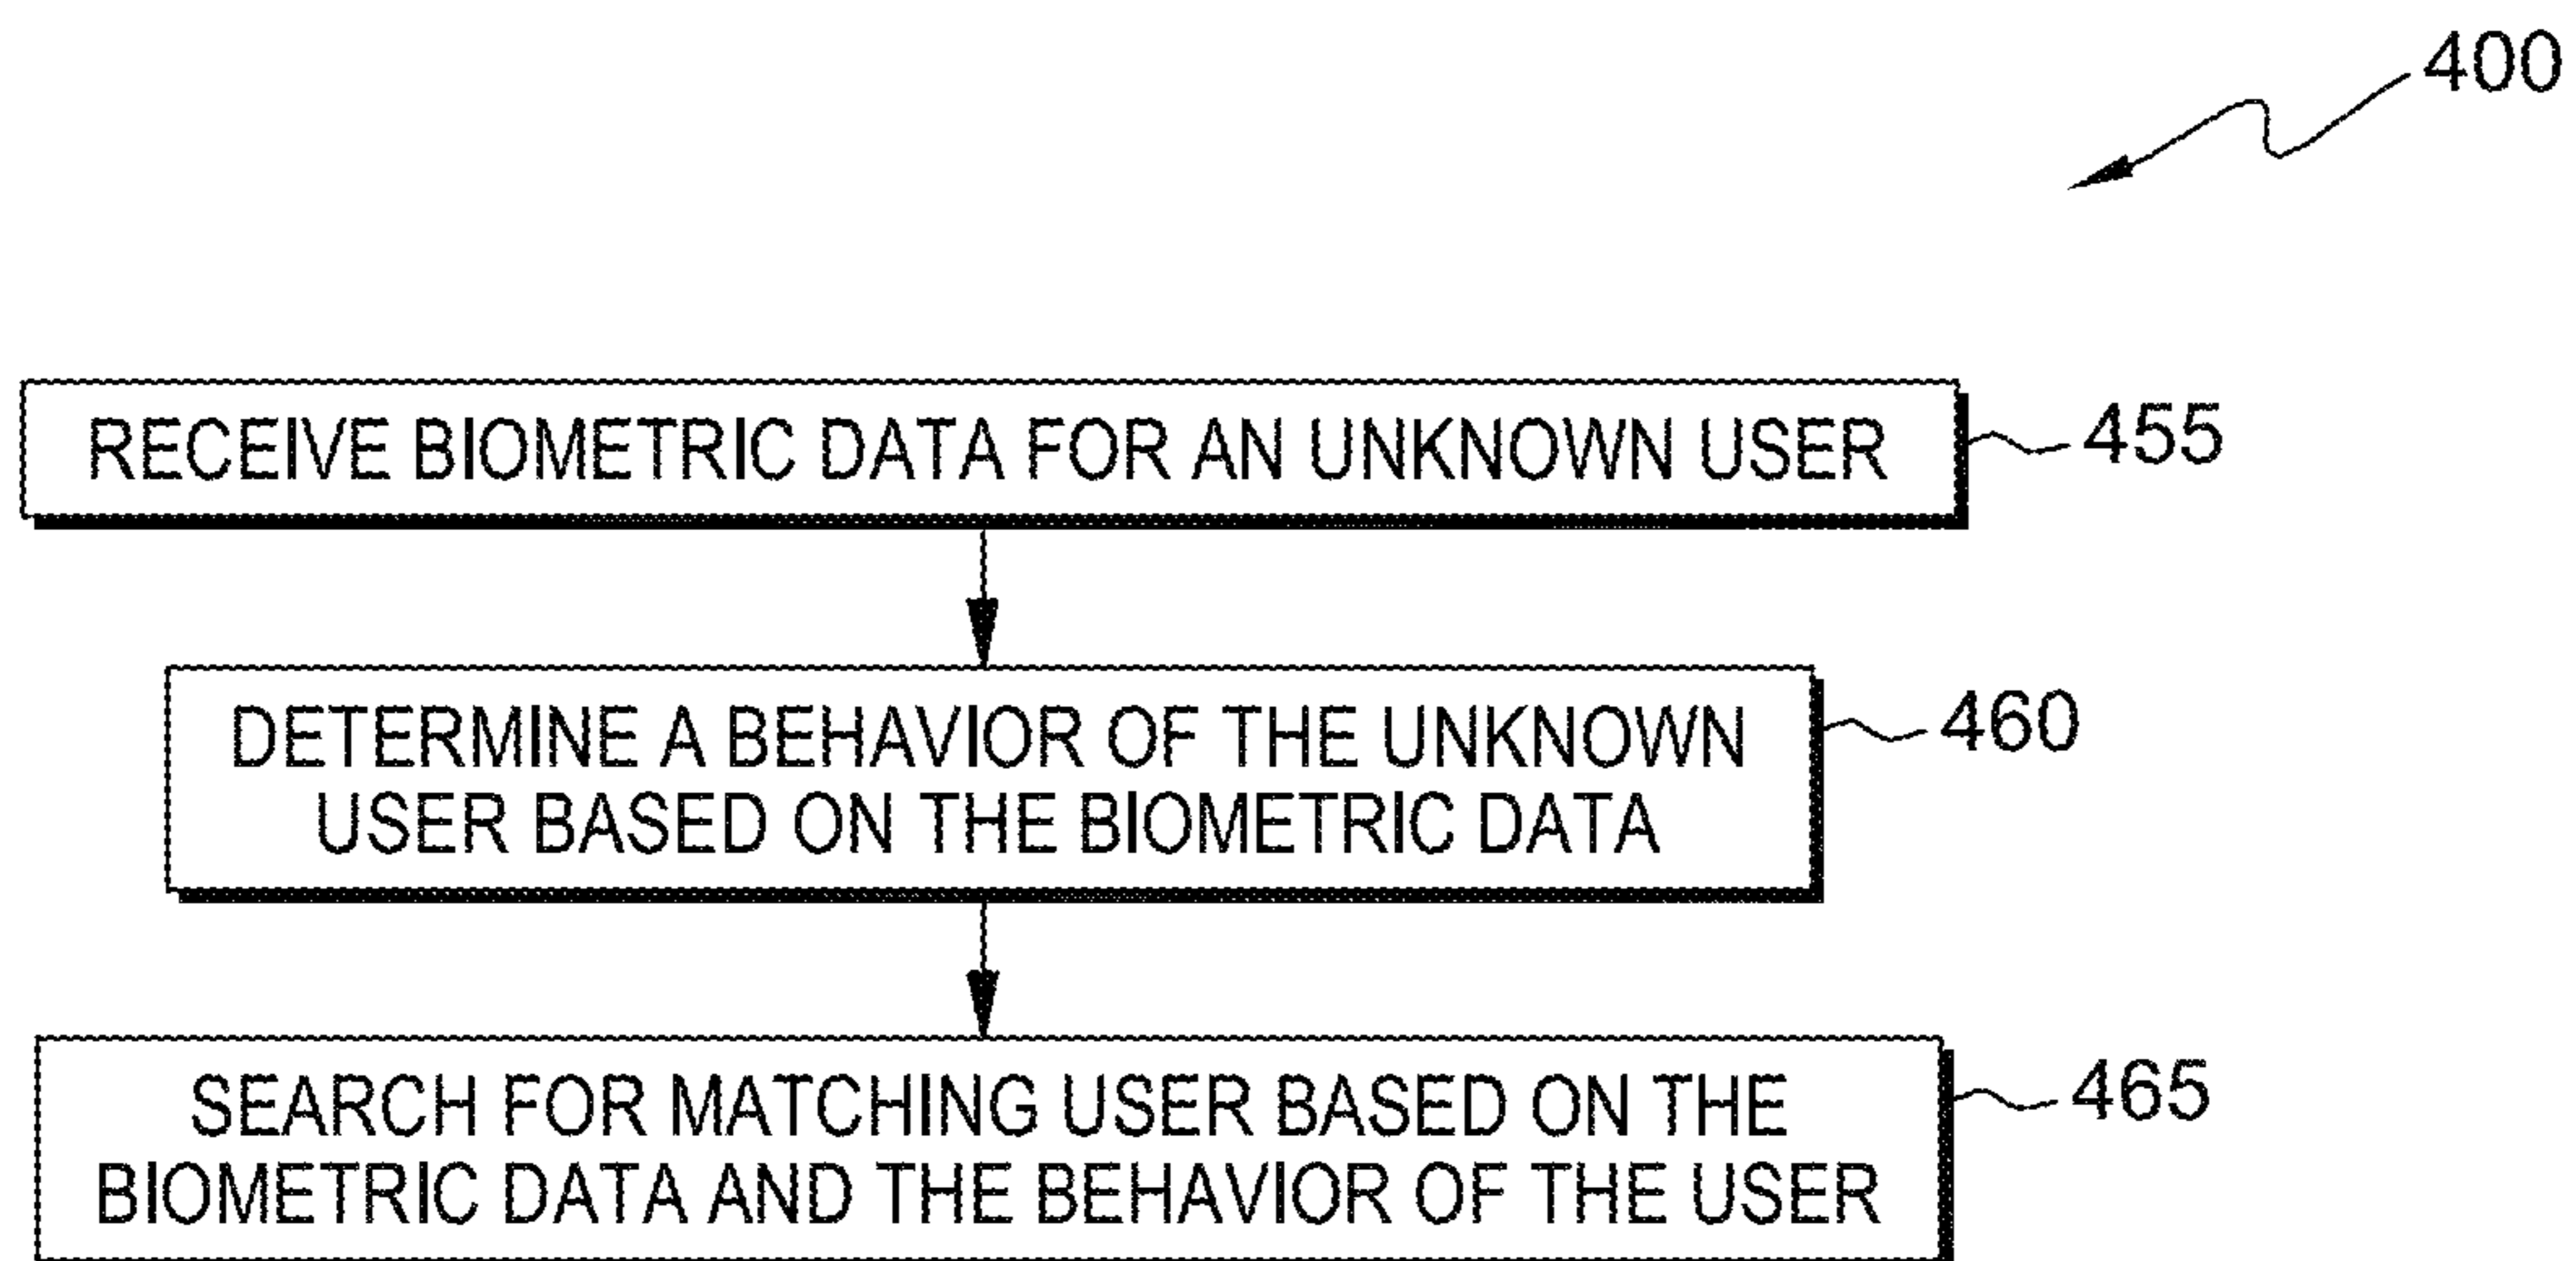 400
RECEIVE BIOMETRIC DATA FOR AN UNKNOWN USER
455
DETERMINE A BEHAVIOR OF THE UNKNOWN
USER BASED ON THE BIOMETRIC DATA
460
SEARCH FOR MATCHING USER BASED ON THE
BIOMETRIC DATA AND THE BEHAVIOR OF THE USER
465